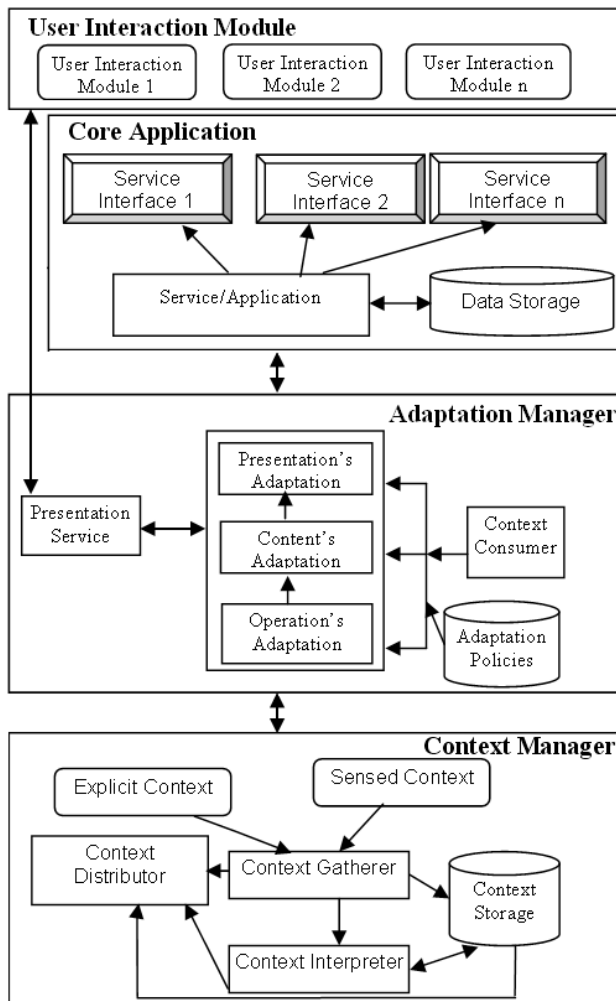 User Interaction Module
User Interaction
Module 1
User Interaction
Module 2
User Interaction
Module n
Core Application
Service
Interface 1
Service
Interface 2
Service
Interface n
Service/Application
Data Storage
Adaptation Manager
Presentation's
Adaptation
Presentation
Service
Content's
Adaptation
Context
Consumer
Operation's
Adaptation
Adaptation
Policies
Context Manager
Explicit Context
Sensed Context
Context
Distributor
Context Gatherer
Context
Storage
Context Interpreter